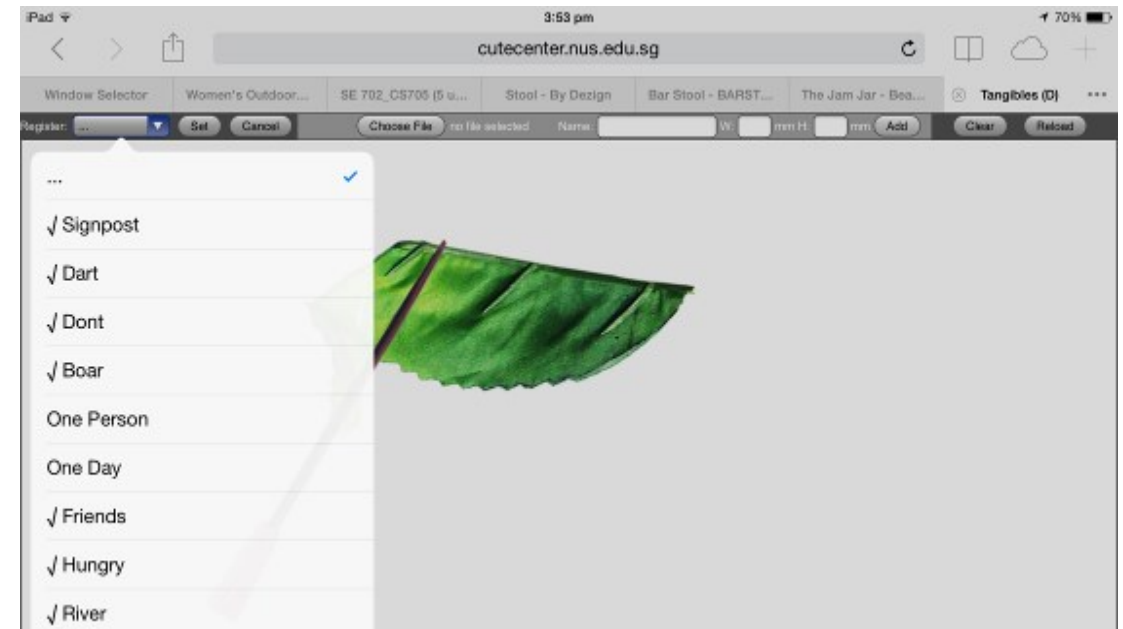 iPad 3:53 pm 70%
cutecenter.nus.edu.sg
Window Selector Women's Outdoor... SE 702_CS705 (5 u... Stool - By Dezign Bar Stool - BARST... The Jam Jar - Bea... Tangibles (D) ...
Register: ... Set Cancel Choose File no file selected Name: W: mm H: mm Add Clear Reload
...
√ Signpost
√ Dart
√ Dont
√ Boar
One Person
One Day
√ Friends
√ Hungry
√ River